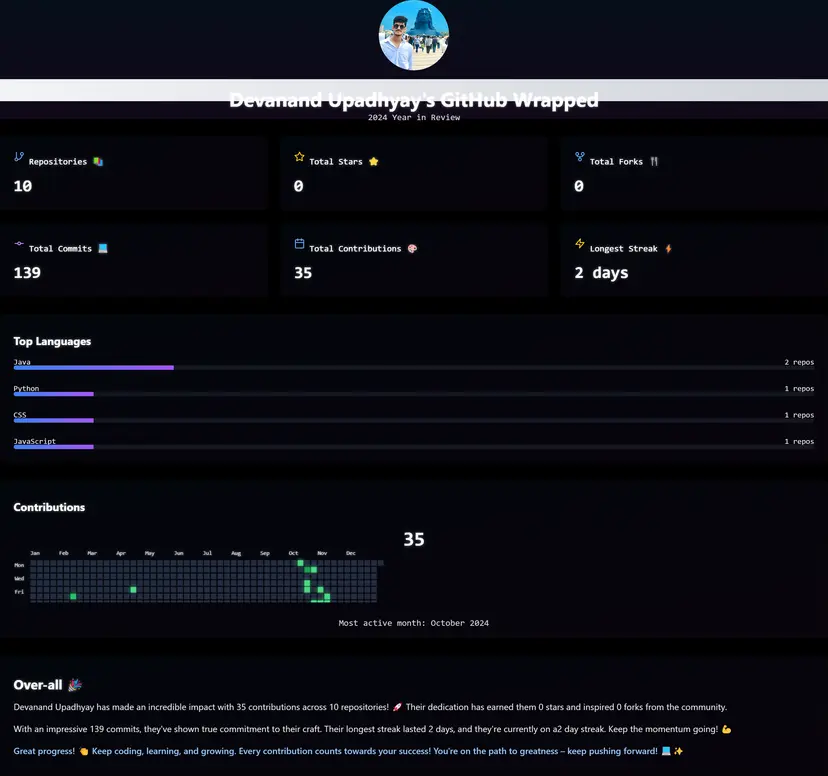 Devanand Upadhyay's GitHub Wrapped
2024 Year in Review
Repositories
10
Total Stars
0
Total Forks
0
Total Commits
139
Total Contributions
35
Longest Streak
2 days
Top Languages
Java 2 repos
Python 1 repos
CSS 1 repos
JavaScript 1 repos
Contributions
35
Jan Feb Mar Apr May Jun Jul Aug Sep Oct Nov Dec
Mon
Wed
Fri
Most active month: October 2024
Over-all 🎉
Devanand Upadhyay has made an incredible impact with 35 contributions across 10 repositories! 🚀 Their dedication has earned them 0 stars and inspired 0 forks from the community.
With an impressive 139 commits, they've shown true commitment to their craft. Their longest streak lasted 2 days, and they're currently on a2 day streak. Keep the momentum going! 💪
Great progress! 👏 Keep coding, learning, and growing. Every contribution counts towards your success! You're on the path to greatness – keep pushing forward! 💻 ✨